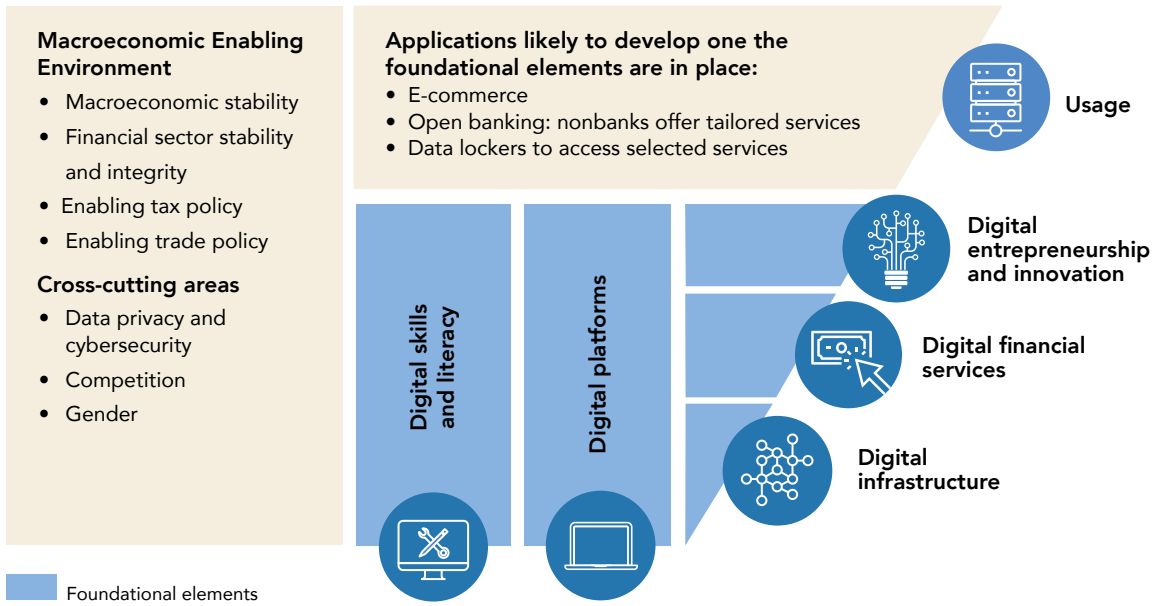 Macroeconomic Enabling
Environment
• Macroeconomic stability
• Financial sector stability
and integrity
• Enabling tax policy
• Enabling trade policy
Cross-cutting areas
• Data privacy and
cybersecurity
• Competition
• Gender
Applications likely to develop one the
foundational elements are in place:
• E-commerce
• Open banking: nonbanks offer tailored services
• Data lockers to access selected services
Usage
Digital skills
and literacy
Digital platforms
Digital
entrepreneurship
and innovation
Digital financial
services
Digital
infrastructure
Foundational elements